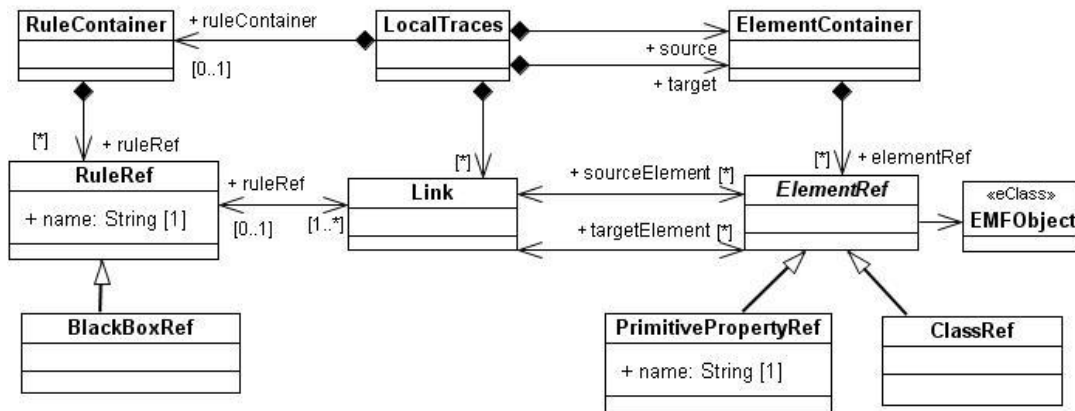 RuleContainer
+ ruleContainer
[0..1]
LocalTraces
+ source
+ target
ElementContainer
[*]
+ ruleRef
[*]
[*]
+ elementRef
RuleRef
+ name: String [1]
+ ruleRef
[0..1]
[1..*]
Link
+ sourceElement [*]
+ targetElement [*]
ElementRef
«eClass»
EMFObject
BlackBoxRef
PrimitivePropertyRef
+ name: String [1]
ClassRef